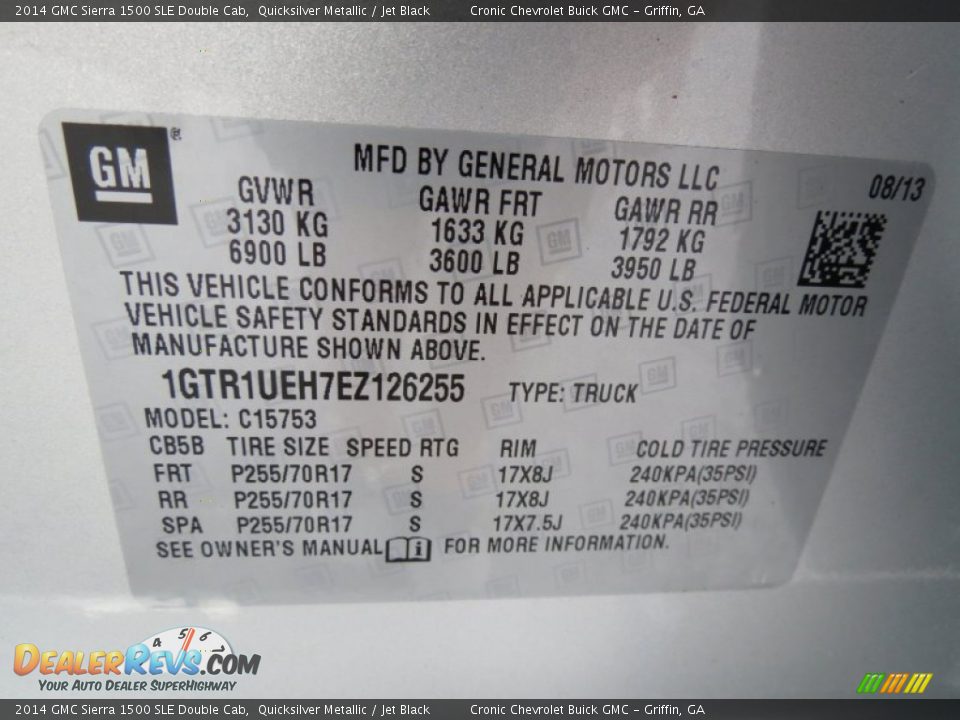 2014 GMC Sierra 1500 SLE Double Cab, Quicksilver Metallic / Jet Black Cronic Chevrolet Buick GMC - Griffin, GA
GM ®
MFD BY GENERAL MOTORS LLC
08/13
GVWR GAWR FRT GAWR RR
3130 KG 1633 KG 1792 KG
6900 LB 3600 LB 3950 LB
THIS VEHICLE CONFORMS TO ALL APPLICABLE U.S. FEDERAL MOTOR
VEHICLE SAFETY STANDARDS IN EFFECT ON THE DATE OF
MANUFACTURE SHOWN ABOVE.
1GTR1UEH7EZ126255 TYPE: TRUCK
MODEL: C15753
CB5B TIRE SIZE SPEED RTG RIM COLD TIRE PRESSURE
FRT P255/70R17 S 17X8J 240KPA(35PSI)
RR P255/70R17 S 17X8J 240KPA(35PSI)
SPA P255/70R17 S 17X7.5J 240KPA(35PSI)
SEE OWNER'S MANUAL i FOR MORE INFORMATION.
4 5 6 7
DEALERREVS.COM
YOUR AUTO DEALER SUPERHIGHWAY
2014 GMC Sierra 1500 SLE Double Cab, Quicksilver Metallic / Jet Black Cronic Chevrolet Buick GMC - Griffin, GA